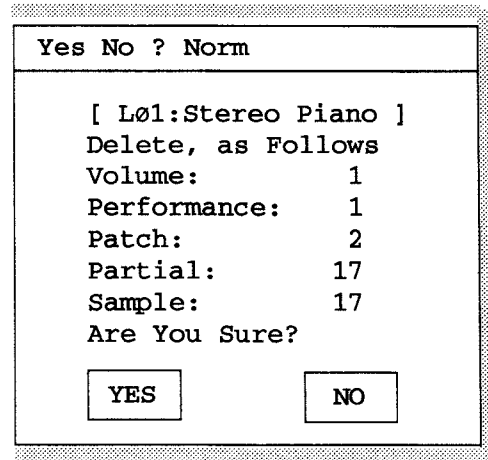 Yes No ? Norm
[ Lø1:Stereo Piano ]
Delete, as Follows
Volume: 1
Performance: 1
Patch: 2
Partial: 17
Sample: 17
Are You Sure?
YES NO